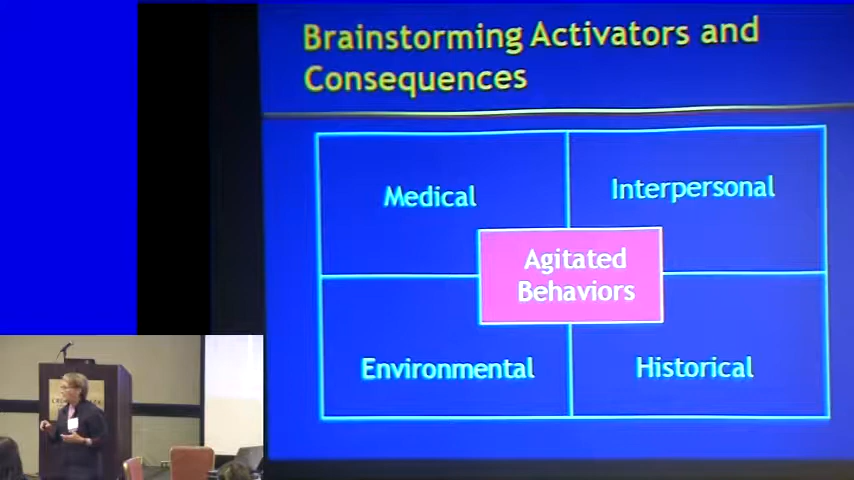 Brainstorming Activators and
Consequences
Medical
Interpersonal
Agitated
Behaviors
Environmental
Historical